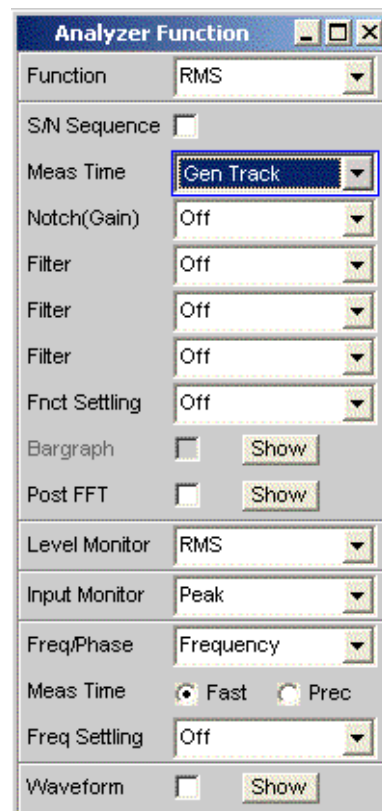 Analyzer Function
Function RMS
S/N Sequence
Meas Time Gen Track
Notch(Gain) Off
Filter Off
Filter Off
Filter Off
Fnct Settling Off
Bargraph Show
Post FFT Show
Level Monitor RMS
Input Monitor Peak
Freq/Phase Frequency
Meas Time Fast Prec
Freq Settling Off
Waveform Show